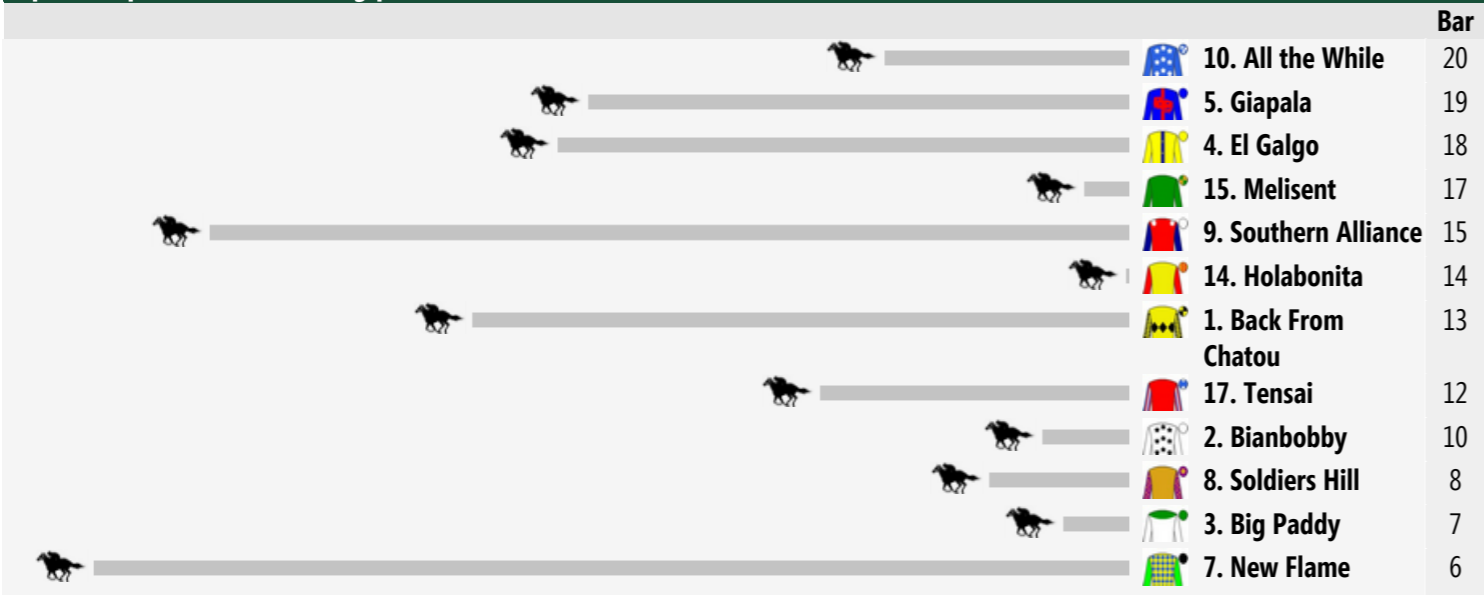 Bar
10. All the While 20
5. Giapala 19
4. El Galgo 18
15. Melisent 17
9. Southern Alliance 15
14. Holabonita 14
1. Back From 13
Chatou
17. Tensai 12
2. Bianbobby 10
8. Soldiers Hill 8
3. Big Paddy 7
7. New Flame 6